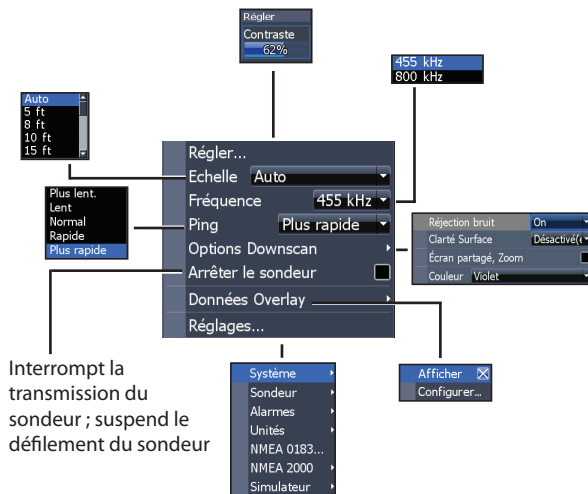 Régler
Contraste
62%
455 kHz
800 kHz
Auto
5 ft
8 ft
10 ft
15 ft
Régler...
Echelle Auto
Fréquence 455 kHz
Ping Plus rapide
Options Downscan
Arrêter le sondeur
Données Overlay
Réglages...
Plus lent.
Lent
Normal
Rapide
Plus rapide
Réjection bruit On
Clarté Surface Désactivé(
Écran partagé, Zoom
Couleur Violet
Interrompt la
transmission du
sondeur ; suspend le
défilement du sondeur
Système
Sondeur
Alarmes
Unités
NMEA 0183...
NMEA 2000
Simulateur
Afficher
Configurer...